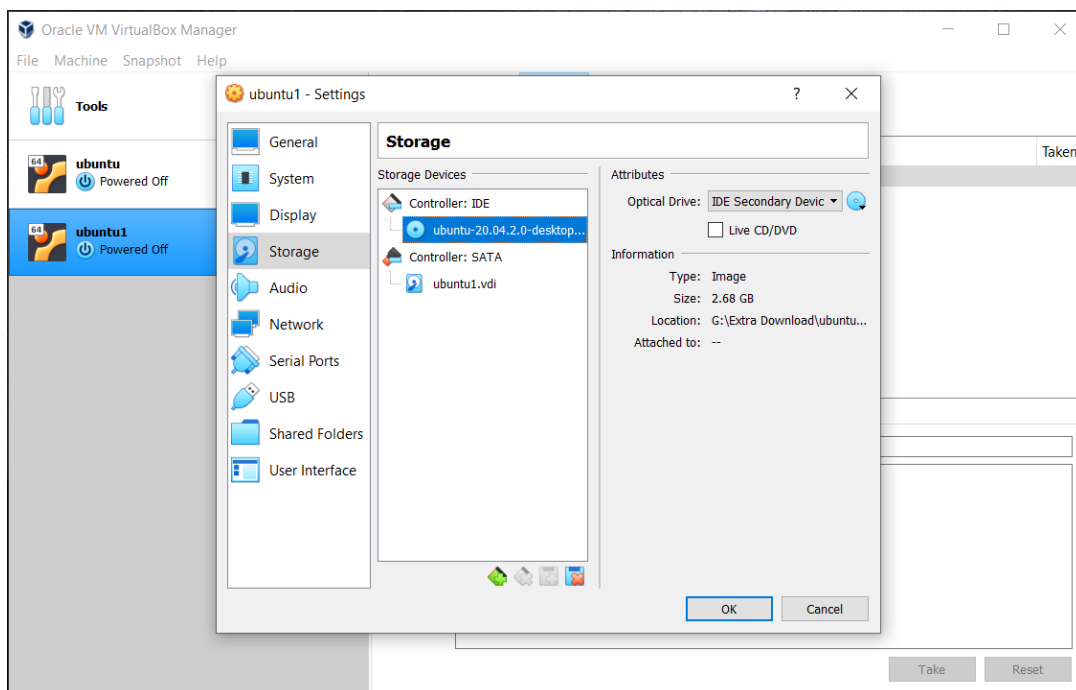 Oracle VM VirtualBox Manager
File Machine Snapshot Help
Tools
64
ubuntu
Powered Off
64
ubuntu1
Powered Off
Taken
ubuntu1 - Settings
?
General
System
Display
Storage
Audio
Network
Serial Ports
USB
Shared Folders
User Interface
Storage
Storage Devices
Controller: IDE
ubuntu-20.04.2.0-desktop...
Controller: SATA
ubuntu1.vdi
Attributes
Optical Drive: IDE Secondary Devic
Live CD/DVD
Information
Type: Image
Size: 2.68 GB
Location: G:\Extra Download\ubuntu...
Attached to: --
OK Cancel
Take Reset